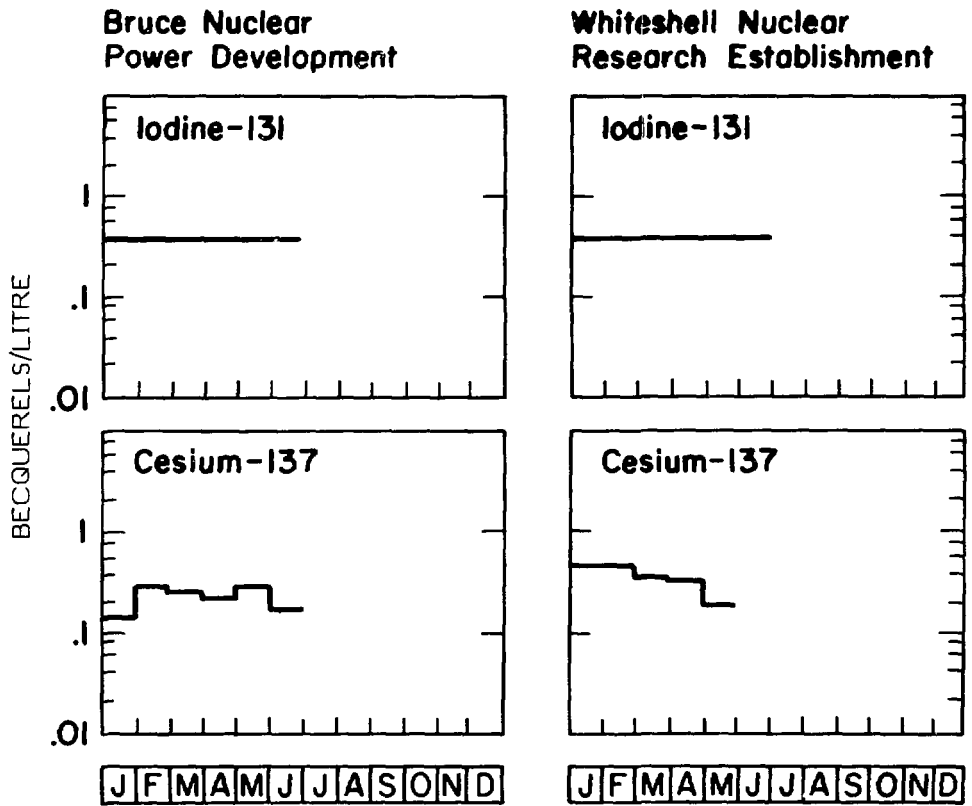 Bruce Nuclear
Power Development
Whiteshell Nuclear
Research Establishment
BECQUERELS/LITRE
Iodine-131
1
.1
.01
Iodine-131
Cesium-137
1
.1
.01
Cesium-137
J F M A M J J A S O N D
J F M A M J J A S O N D